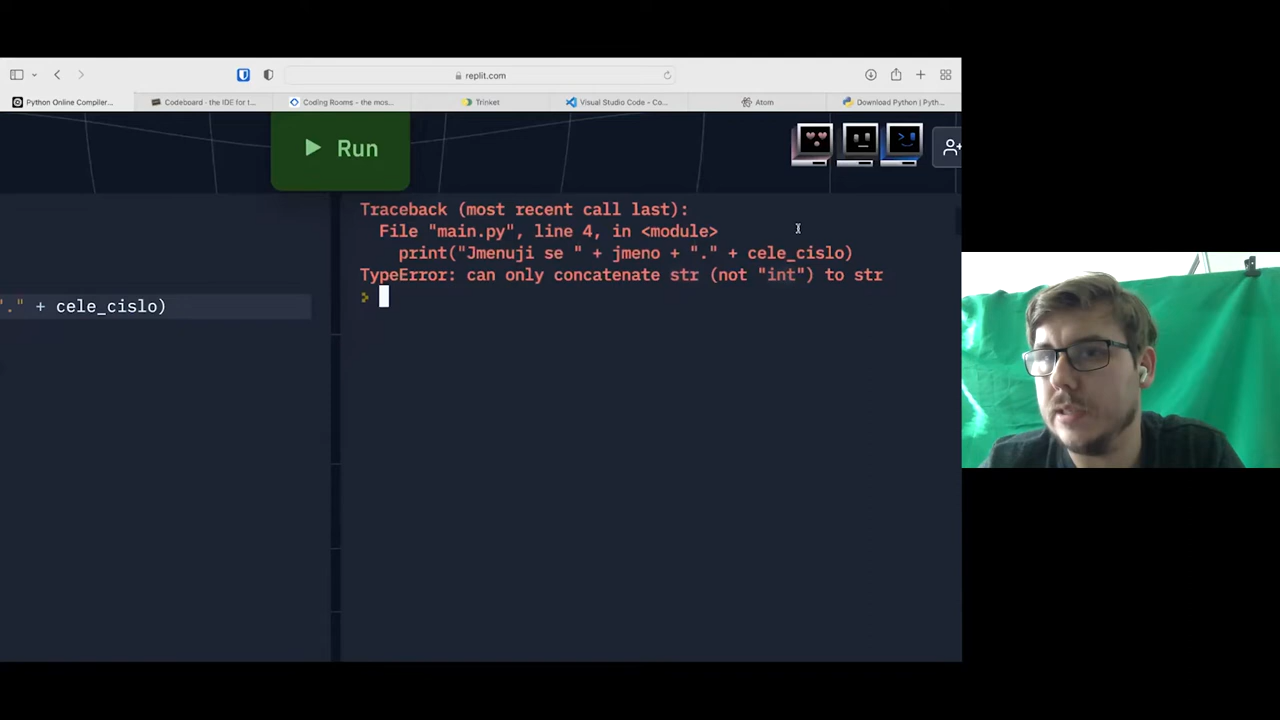 replit.com
Python Online Compiler...
Codeboard - the IDE for t...
Coding Rooms - the mos...
Trinket
Visual Studio Code - Co...
Atom
Download Python | Pyth...
Run
Traceback (most recent call last):
File "main.py", line 4, in <module>
print("Jmenuji se " + jmeno + "." + cele_cislo)
TypeError: can only concatenate str (not "int") to str
"." + cele_cislo)